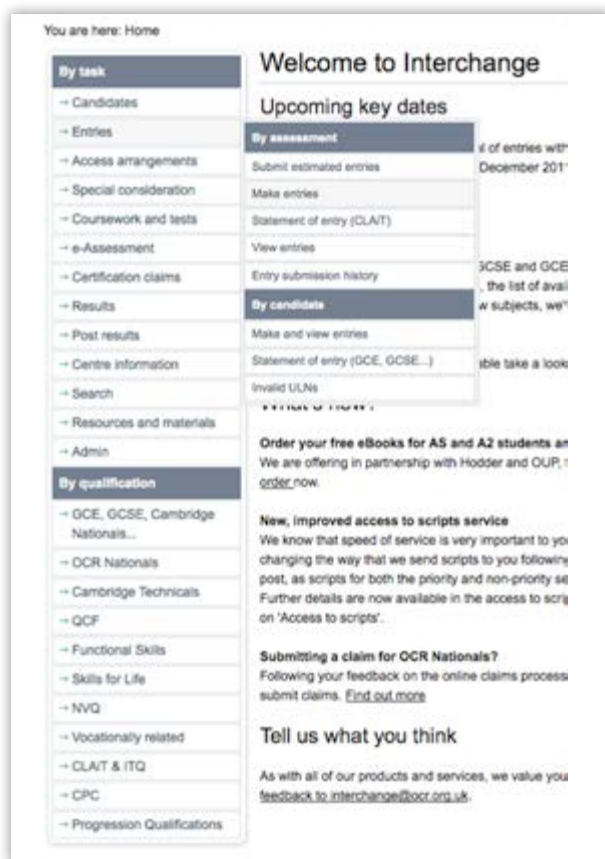 You are here: Home
By task
→ Candidates
→ Entries
→ Access arrangements
→ Special consideration
→ Coursework and tests
→ e-Assessment
→ Certification claims
→ Results
→ Post results
→ Centre information
→ Search
→ Resources and materials
→ Admin
By qualification
→ GCE, GCSE, Cambridge
Nationals...
→ OCR Nationals
→ Cambridge Technicals
→ QCF
→ Functional Skills
→ Skills for Life
→ NVQ
→ Vocationally related
→ CLAiT & ITQ
→ CPC
→ Progression Qualifications
By assessment
Submit estimated entries
Make entries
Statement of entry (CLAiT)
View entries
Entry submission history
By candidate
Make and view entries
Statement of entry (GCE, GCSE...)
Invalid ULNs
Welcome to Interchange
Upcoming key dates
l of entries with
December 201
GCSE and GCE
, the list of avail
w subjects, we'
able take a look
Order your free eBooks for AS and A2 students an
We are offering in partnership with Hodder and OUP,
order now.
New, improved access to scripts service
We know that speed of service is very important to you
changing the way that we send scripts to you following
post, as scripts for both the priority and non-priority se
Further details are now available in the access to scrip
on 'Access to scripts'.
Submitting a claim for OCR Nationals?
Following your feedback on the online claims processa
submit claims. Find out more
Tell us what you think
As with all of our products and services, we value you
feedback to interchange@ocr.org.uk.